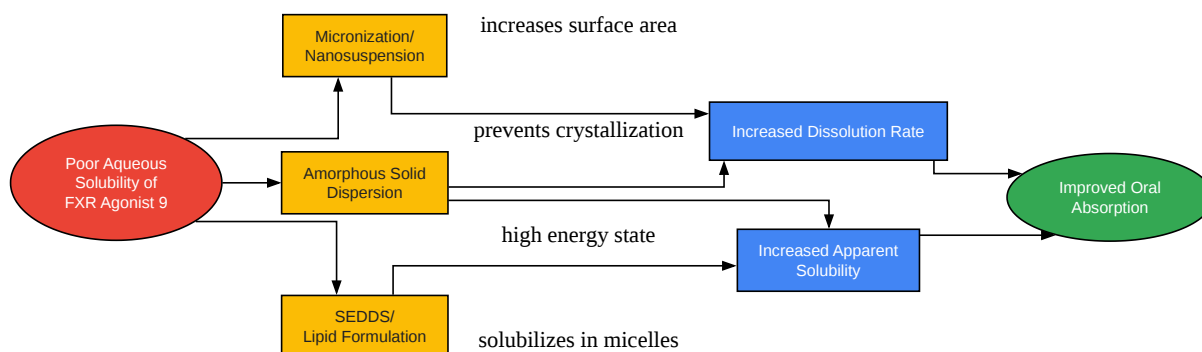 Micronization/
Nanosuspension
increases surface area
prevents crystallization
Increased Dissolution Rate
Poor Aqueous
Solubility of
FXR Agonist 9
Amorphous Solid
Dispersion
Improved Oral
Absorption
high energy state
Increased Apparent
Solubility
SEDDS/
Lipid Formulation
solubilizes in micelles